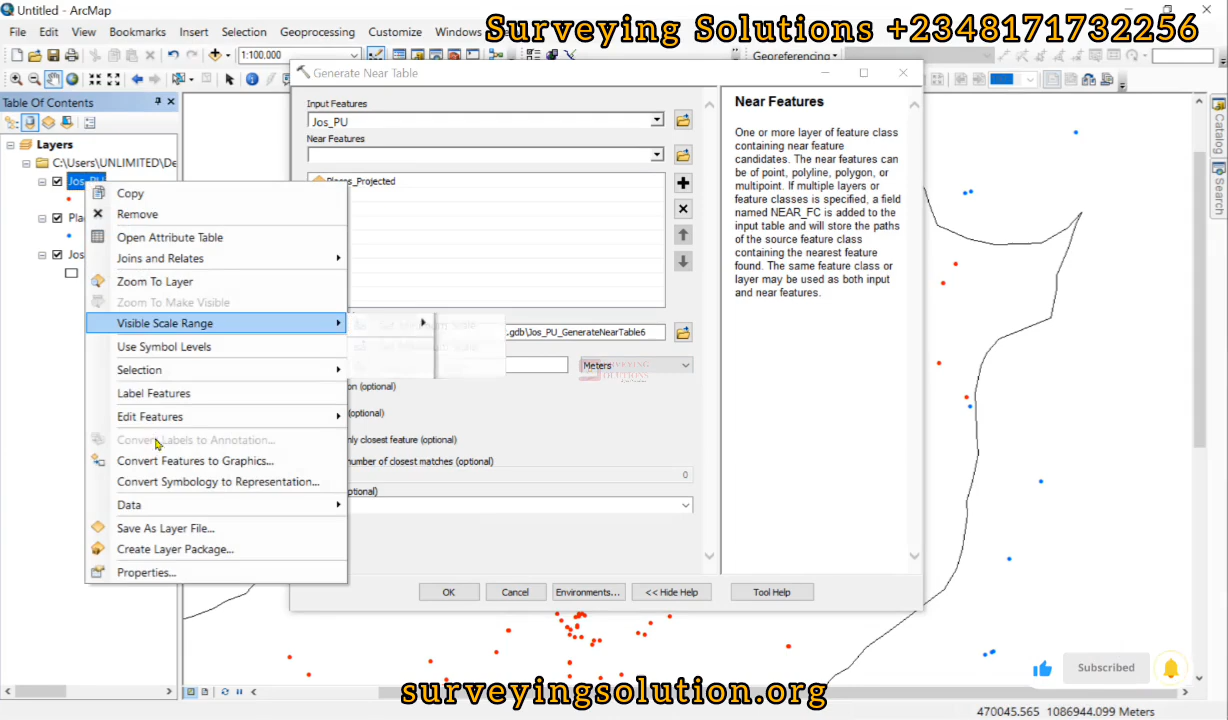 Untitled - ArcMap
Surveying Solutions +2348171732256
File Edit View Bookmarks Insert Selection Geoprocessing Customize Windows
1:100,000
Georeferencing
Table Of Contents
Generate Near Table
Input Features
Jos_PU
Near Features
Places_Projected
Layers
C:\Users\UNLIMITED\De
Jos_PU
Pla
Jos
Copy
Remove
Open Attribute Table
Joins and Relates
Zoom To Layer
Zoom To Make Visible
Visible Scale Range
Use Symbol Levels
Selection
Label Features
Edit Features
Convert Labels to Annotation...
Convert Features to Graphics...
Convert Symbology to Representation...
Data
Save As Layer File...
Create Layer Package...
Properties...
.gdb\Jos_PU_GenerateNearTable6
Meters
SURVEYING
SOLUTIONS
on (optional)
(optional)
nly closest feature (optional)
number of closest matches (optional)
0
ptional)
OK
Cancel
Environments...
<< Hide Help
Tool Help
Near Features
One or more layer of feature class
containing near feature
candidates. The near features can
be of point, polyline, polygon, or
multipoint. If multiple layers or
feature classes is specified, a field
named NEAR_FC is added to the
input table and will store the paths
of the source feature class
containing the nearest feature
found. The same feature class or
layer may be used as both input
and near features.
Catalog
Search
Subscribed
surveyingsolution.org
470045.565 1086944.099 Meters